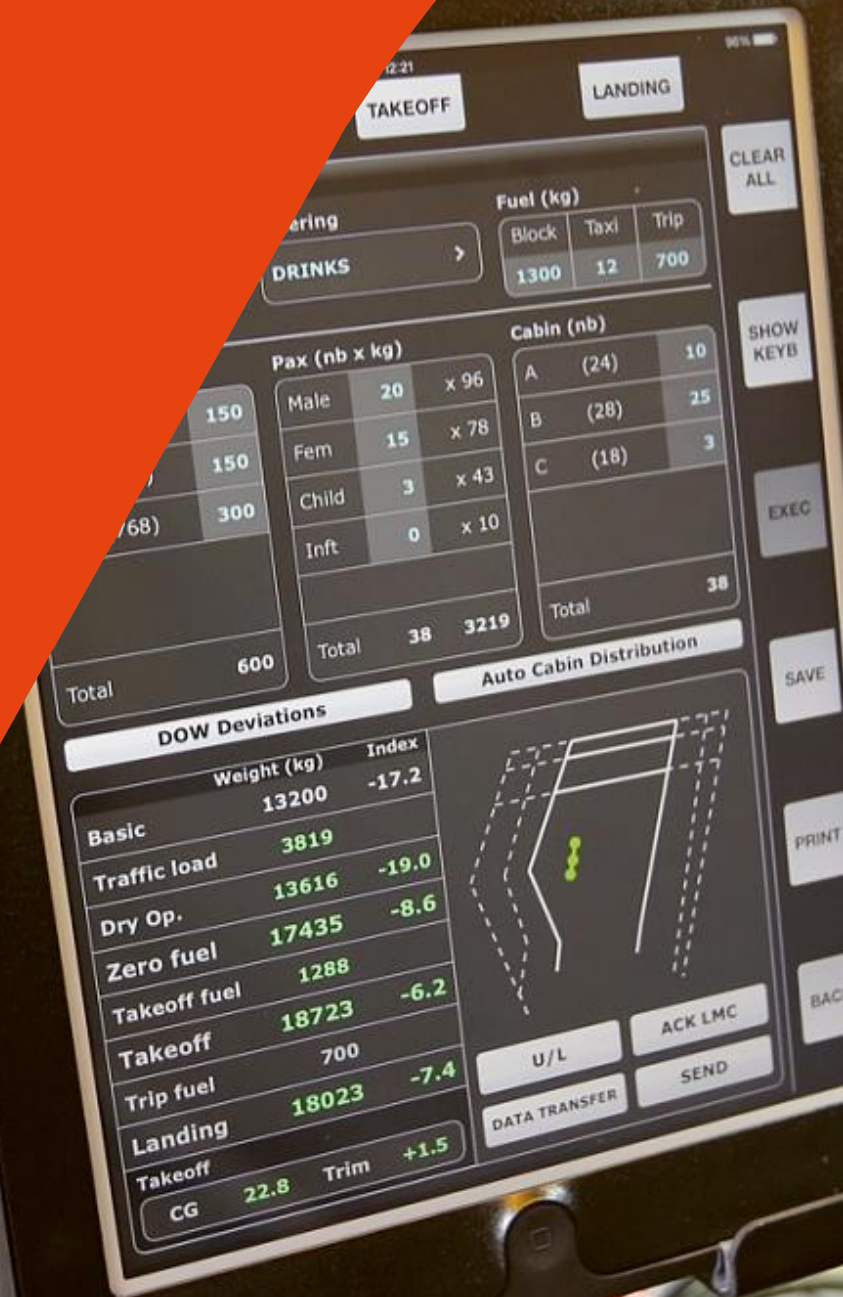 12:21
96%
TAKEOFF
LANDING
CLEAR
ALL
ering
DRINKS >
Fuel (kg)
Block Taxi Trip
1300 12 700
SHOW
KEYB
150
) 150
/68) 300
Total 600
Pax (nb x kg)
Male 20 x 96
Fem 15 x 78
Child 3 x 43
Inft 0 x 10
Total 38 3219
Cabin (nb)
A (24) 10
B (28) 25
C (18) 3
Total 38
EXEC
SAVE
PRINT
BAC
DOW Deviations
Auto Cabin Distribution
Weight (kg) Index
Basic 13200 -17.2
Traffic load 3819
Dry Op. 13616 -19.0
Zero fuel 17435 -8.6
Takeoff fuel 1288
Takeoff 18723 -6.2
Trip fuel 700
Landing 18023 -7.4
Takeoff
CG 22.8 Trim +1.5
U/L
ACK LMC
DATA TRANSFER
SEND